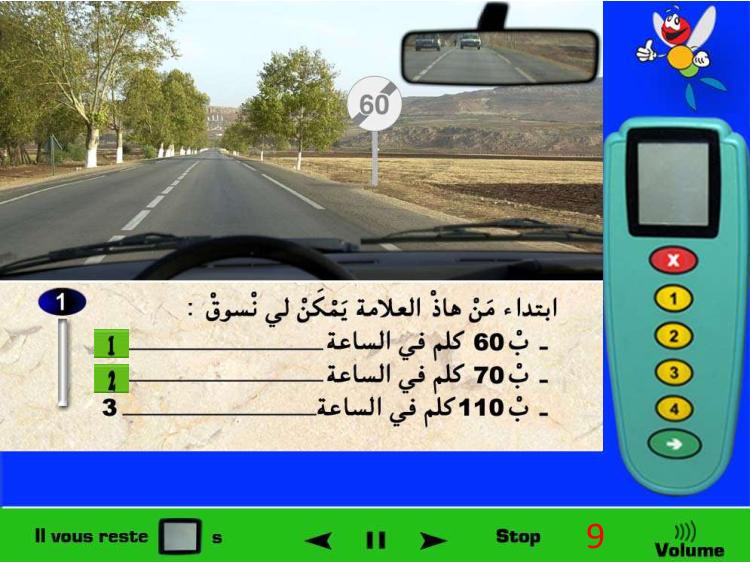 60
1
ابتداء مَنْ هاذْ العلامة يَمْكَنْ لي نْسوقْ :
ـ بْ 60 كلم في الساعة 1
ـ بْ 70 كلم في الساعة 2
ـ بْ 110 كلم في الساعة 3
X
1
2
3
4
Il vous reste s
Stop
9
Volume